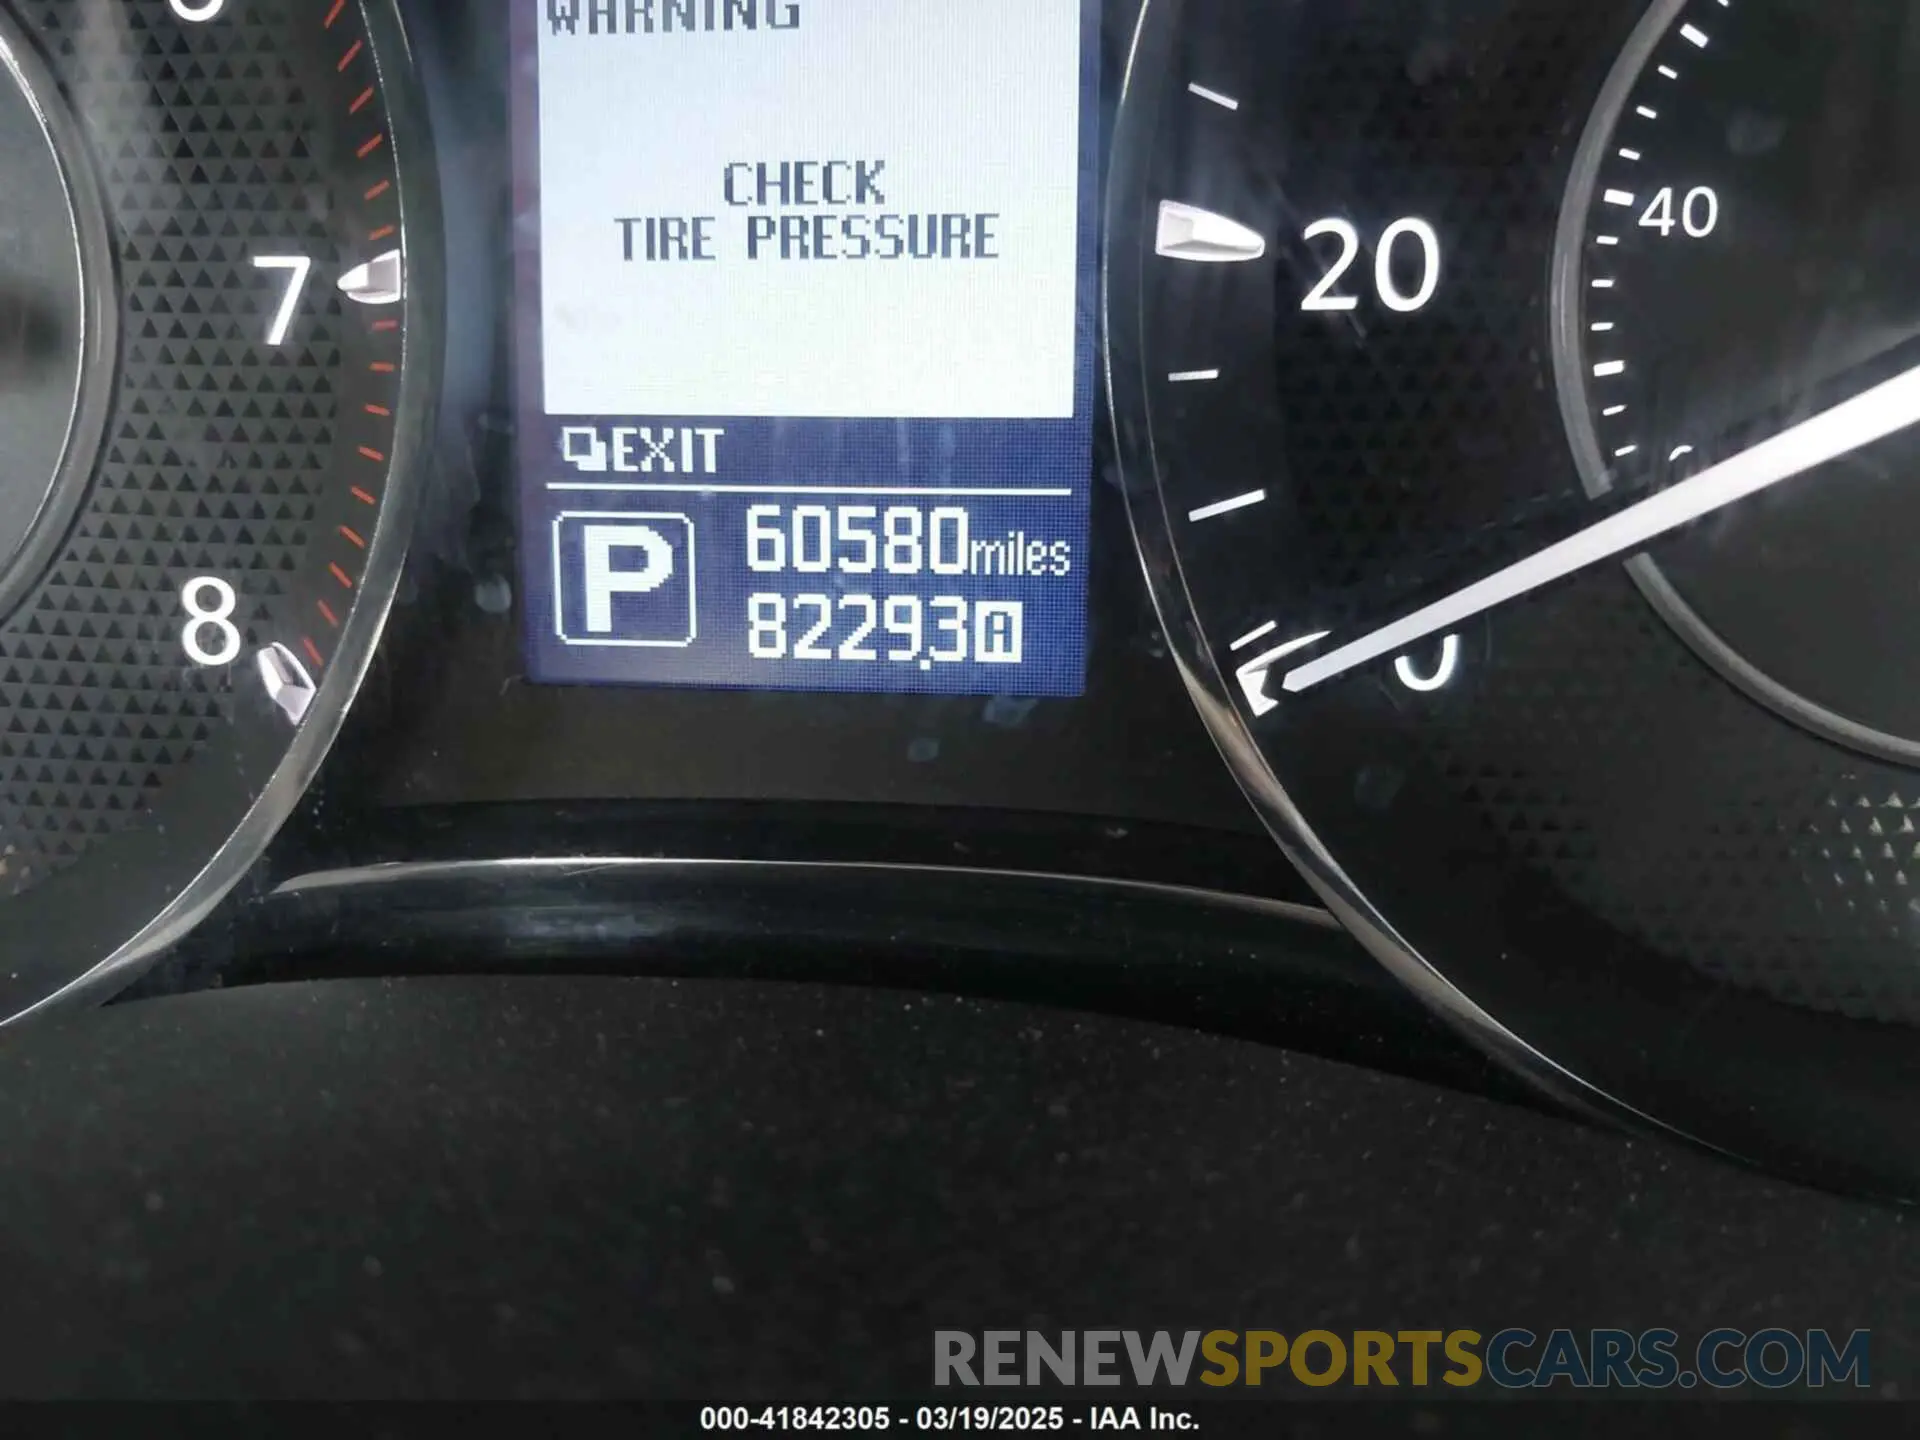 WARNING
CHECK
TIRE PRESSURE
EXIT
P
60580miles
8229.3A
7
8
20
0
40
RENEWSPORTSCARS.COM
000-41842305 - 03/19/2025 - IAA Inc.